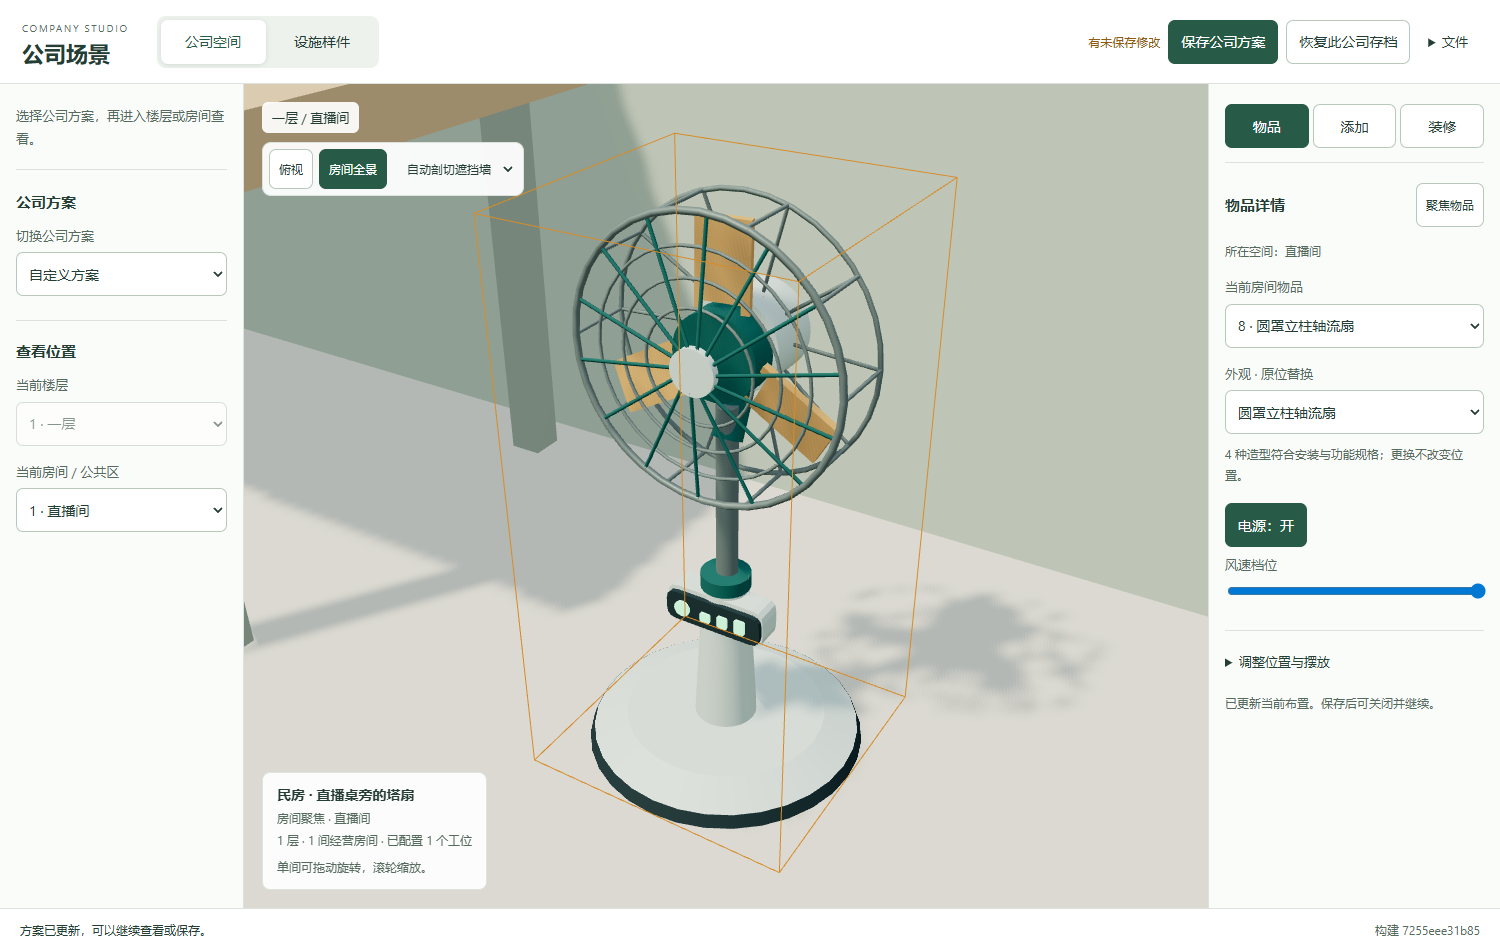 COMPANY STUDIO
公司场景
公司空间
设施样件
有未保存修改
保存公司方案
恢复此公司存档
▶ 文件
选择公司方案，再进入楼层或房间查
看。
公司方案
切换公司方案
自定义方案
查看位置
当前楼层
1 · 一层
当前房间 / 公共区
1 · 直播间
一层 / 直播间
俯视
房间全景
自动剖切遮挡墙
民房 · 直播桌旁的塔扇
房间聚焦 · 直播间
1 层 · 1 间经营房间 · 已配置 1 个工位
单间可拖动旋转，滚轮缩放。
物品
添加
装修
物品详情
聚焦物品
所在空间：直播间
当前房间物品
8 · 圆罩立柱轴流扇
外观 · 原位替换
圆罩立柱轴流扇
4 种造型符合安装与功能规格；更换不改变位
置。
电源：开
风速档位
▶ 调整位置与摆放
已更新当前布置。保存后可关闭并继续。
方案已更新，可以继续查看或保存。
构建 7255eee31b85